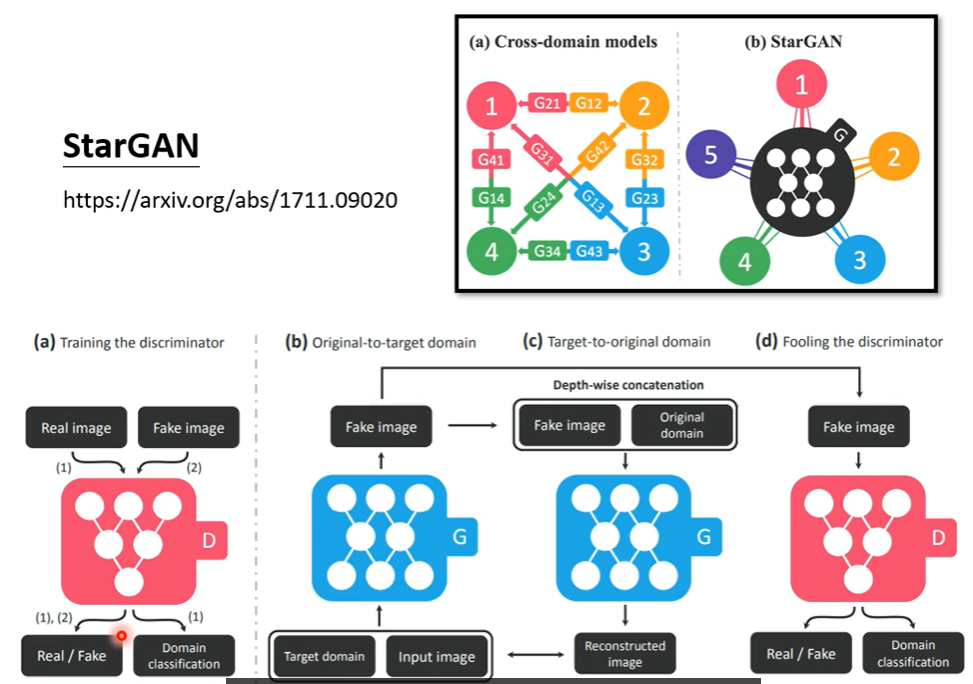 StarGAN
https://arxiv.org/abs/1711.09020
(a) Cross-domain models
1
G21
G12
2
G41
G31
G42
G32
G14
G24
G13
G23
4
G34
G43
3
(b) StarGAN
1
G
5
2
4
3
(a) Training the discriminator
Real image
Fake image
(1)
(2)
D
(1), (2)
(1)
Real / Fake
Domain
classification
(b) Original-to-target domain
Fake image
G
Target domain
Input image
(c) Target-to-original domain
Depth-wise concatenation
Fake image
Original
domain
G
Reconstructed
image
(d) Fooling the discriminator
Fake image
D
Real / Fake
Domain
classification